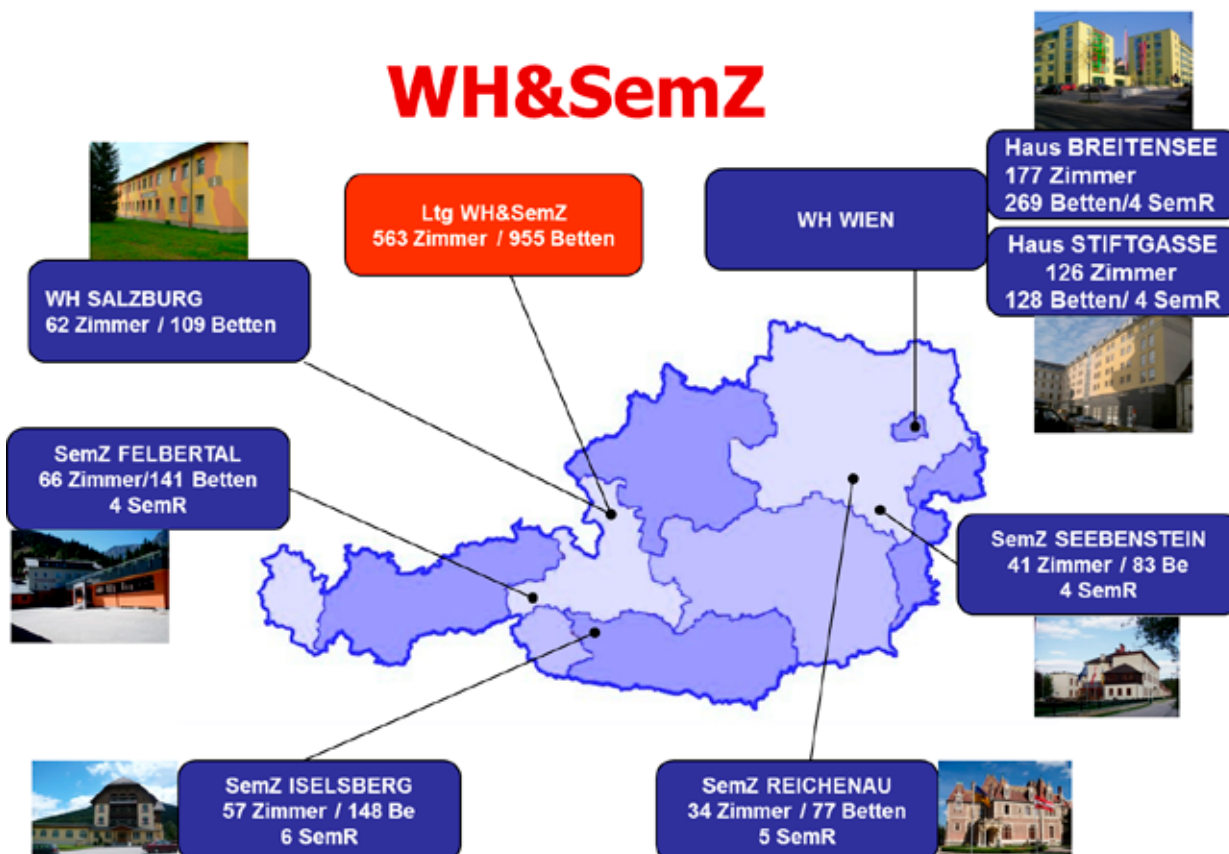 WH&SemZ
Haus BREITENSEE
177 Zimmer
269 Betten/4 SemR
Ltg WH&SemZ
563 Zimmer / 955 Betten
WH WIEN
Haus STIFTGASSE
126 Zimmer
128 Betten/ 4 SemR
WH SALZBURG
62 Zimmer / 109 Betten
SemZ FELBERTAL
66 Zimmer/141 Betten
4 SemR
SemZ SEEBENSTEIN
41 Zimmer / 83 Be
4 SemR
SemZ ISELSBERG
57 Zimmer / 148 Be
6 SemR
SemZ REICHENAU
34 Zimmer / 77 Betten
5 SemR